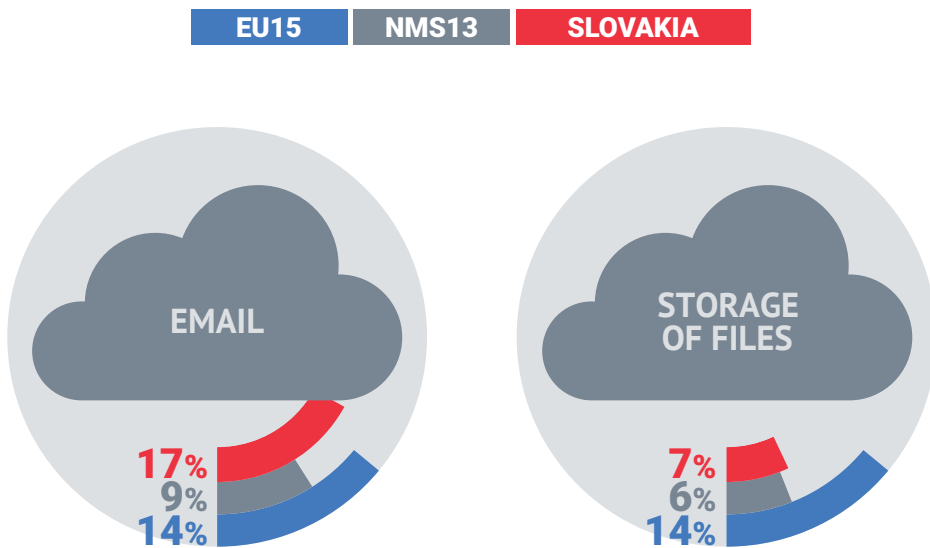 EU15 NMS13 SLOVAKIA
EMAIL
17%
9%
14%
STORAGE
OF FILES
7%
6%
14%